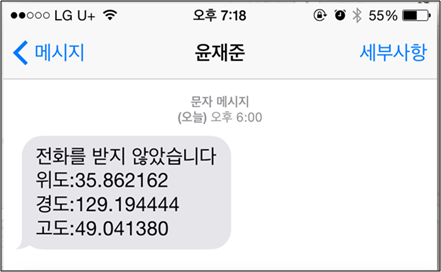 LG U+ 오후 7:18 55%
메시지 윤재준 세부사항
문자 메시지
(오늘) 오후 6:00
전화를 받지 않았습니다
위도:35.862162
경도:129.194444
고도:49.041380